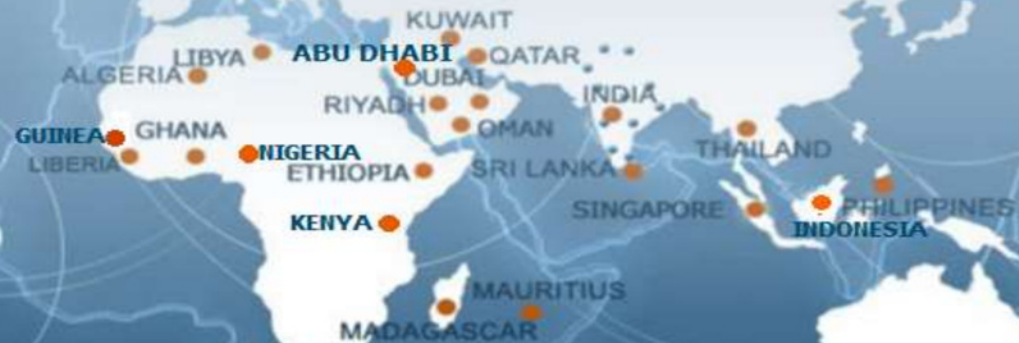 KUWAIT
LIBYA
ABU DHABI
QATAR
ALGERIA
DUBAI
RIYADH
INDIA
GUINEA
GHANA
OMAN
LIBERIA
NIGERIA
THAILAND
ETHIOPIA
SRI LANKA
SINGAPORE
PHILIPPINES
KENYA
INDONESIA
MAURITIUS
MADAGASCAR